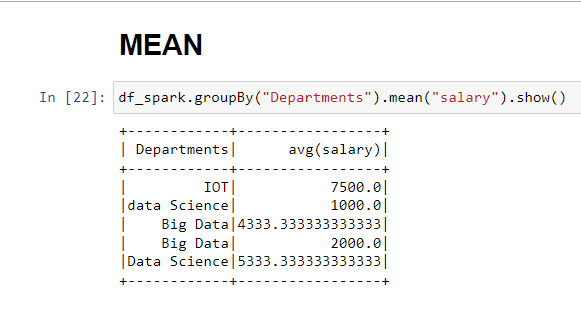 MEAN
In [22]: df_spark.groupBy("Departments").mean("salary").show()
+------------+-----------------+
| Departments|      avg(salary)|
+------------+-----------------+
|         IOT|           7500.0|
|data Science|           1000.0|
|    Big Data|4333.333333333333|
|    Big Data|           2000.0|
|Data Science|5333.333333333333|
+------------+-----------------+